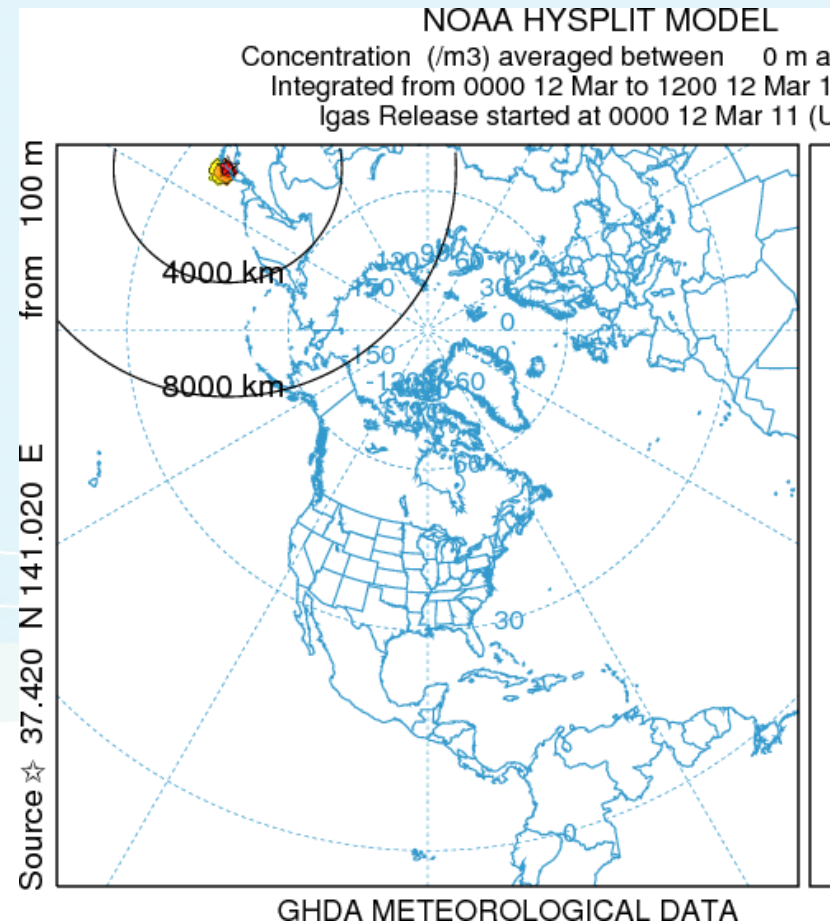 NOAA HYSPLIT MODEL
Concentration (/m3) averaged between 0 m a
Integrated from 0000 12 Mar to 1200 12 Mar 1
Igas Release started at 0000 12 Mar 11 (U
Source ☆ 37.420 N 141.020 E from 100 m
4000 km
8000 km
120
90
60
150
30
0
-150
-30
-120
-60
-90
60
30
0
GHDA METEOROLOGICAL DATA